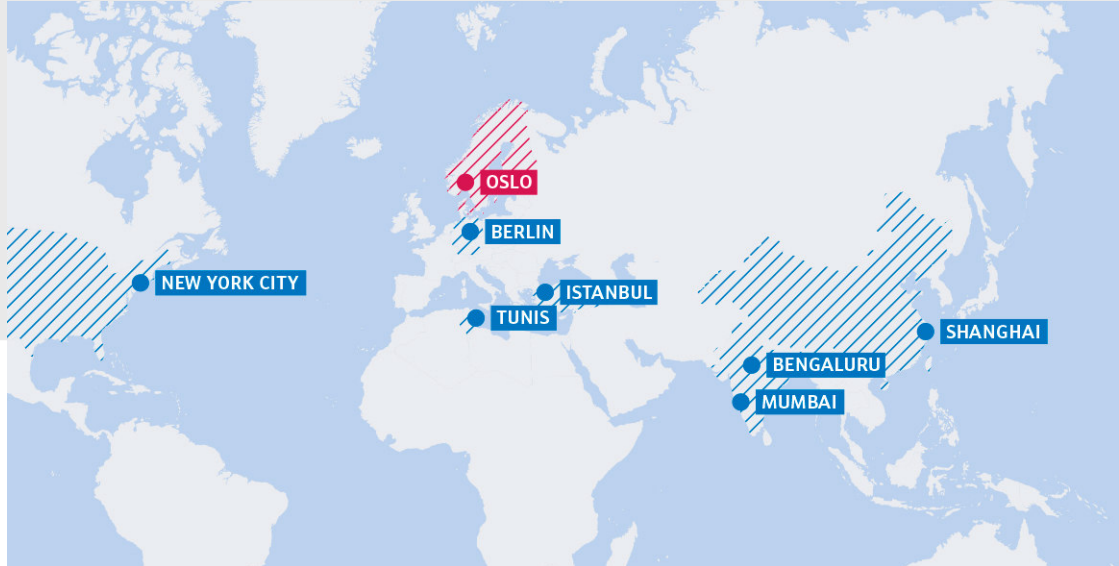 OSLO
BERLIN
NEW YORK CITY
ISTANBUL
TUNIS
SHANGHAI
BENGALURU
MUMBAI